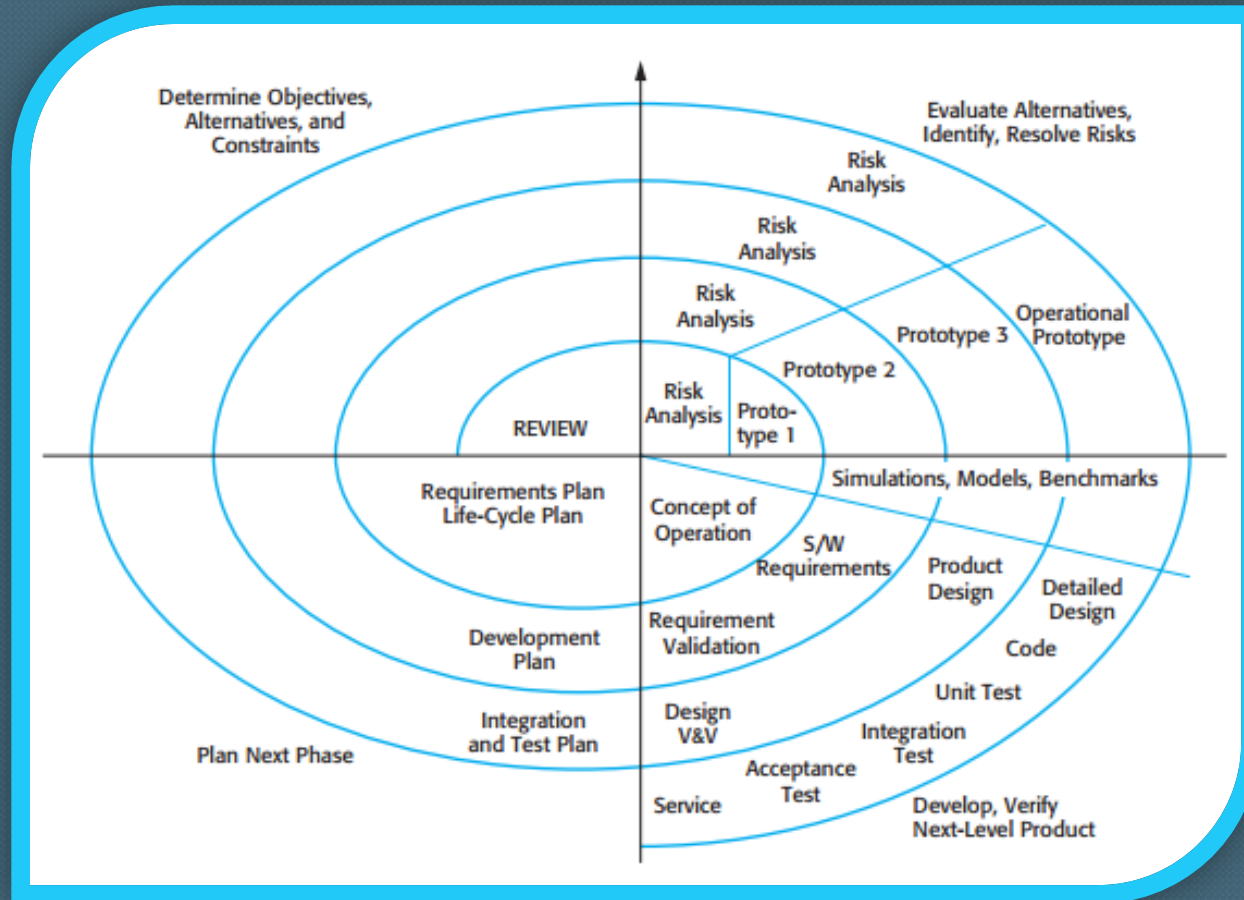 Determine Objectives,
Alternatives, and
Constraints
Evaluate Alternatives,
Identify, Resolve Risks
Risk
Analysis
Risk
Analysis
Risk
Analysis
Risk
Analysis
Proto-
type 1
Prototype 2
Prototype 3
Operational
Prototype
REVIEW
Requirements Plan
Life-Cycle Plan
Simulations, Models, Benchmarks
Concept of
Operation
S/W
Requirements
Product
Design
Detailed
Design
Requirement
Validation
Code
Development
Plan
Unit Test
Design
V&V
Integration
Test
Integration
and Test Plan
Acceptance
Test
Plan Next Phase
Service
Develop, Verify
Next-Level Product